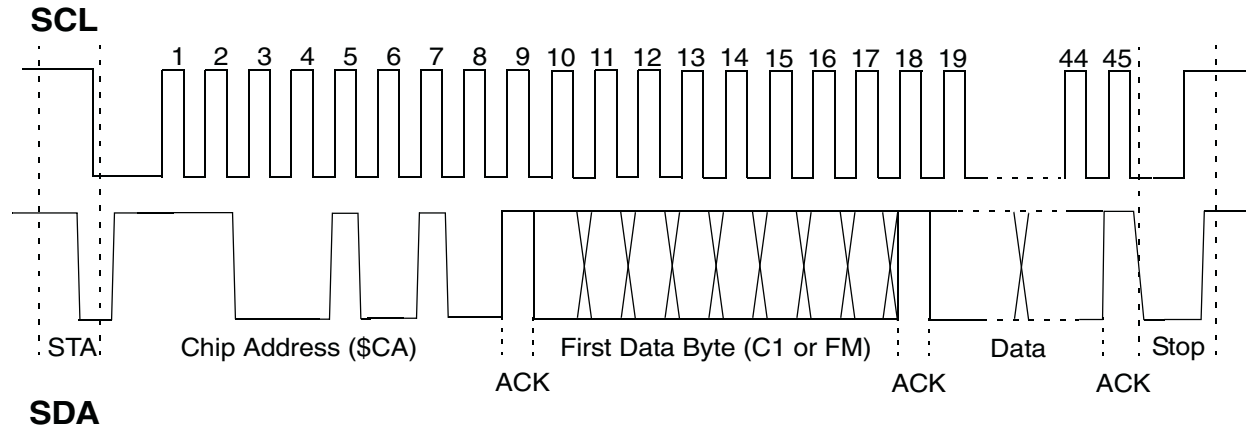 SCL
1 2 3 4 5 6 7 8 9 10 11 12 13 14 15 16 17 18 19 44 45
STA Chip Address ($CA) First Data Byte (C1 or FM) Data Stop
ACK ACK ACK
SDA